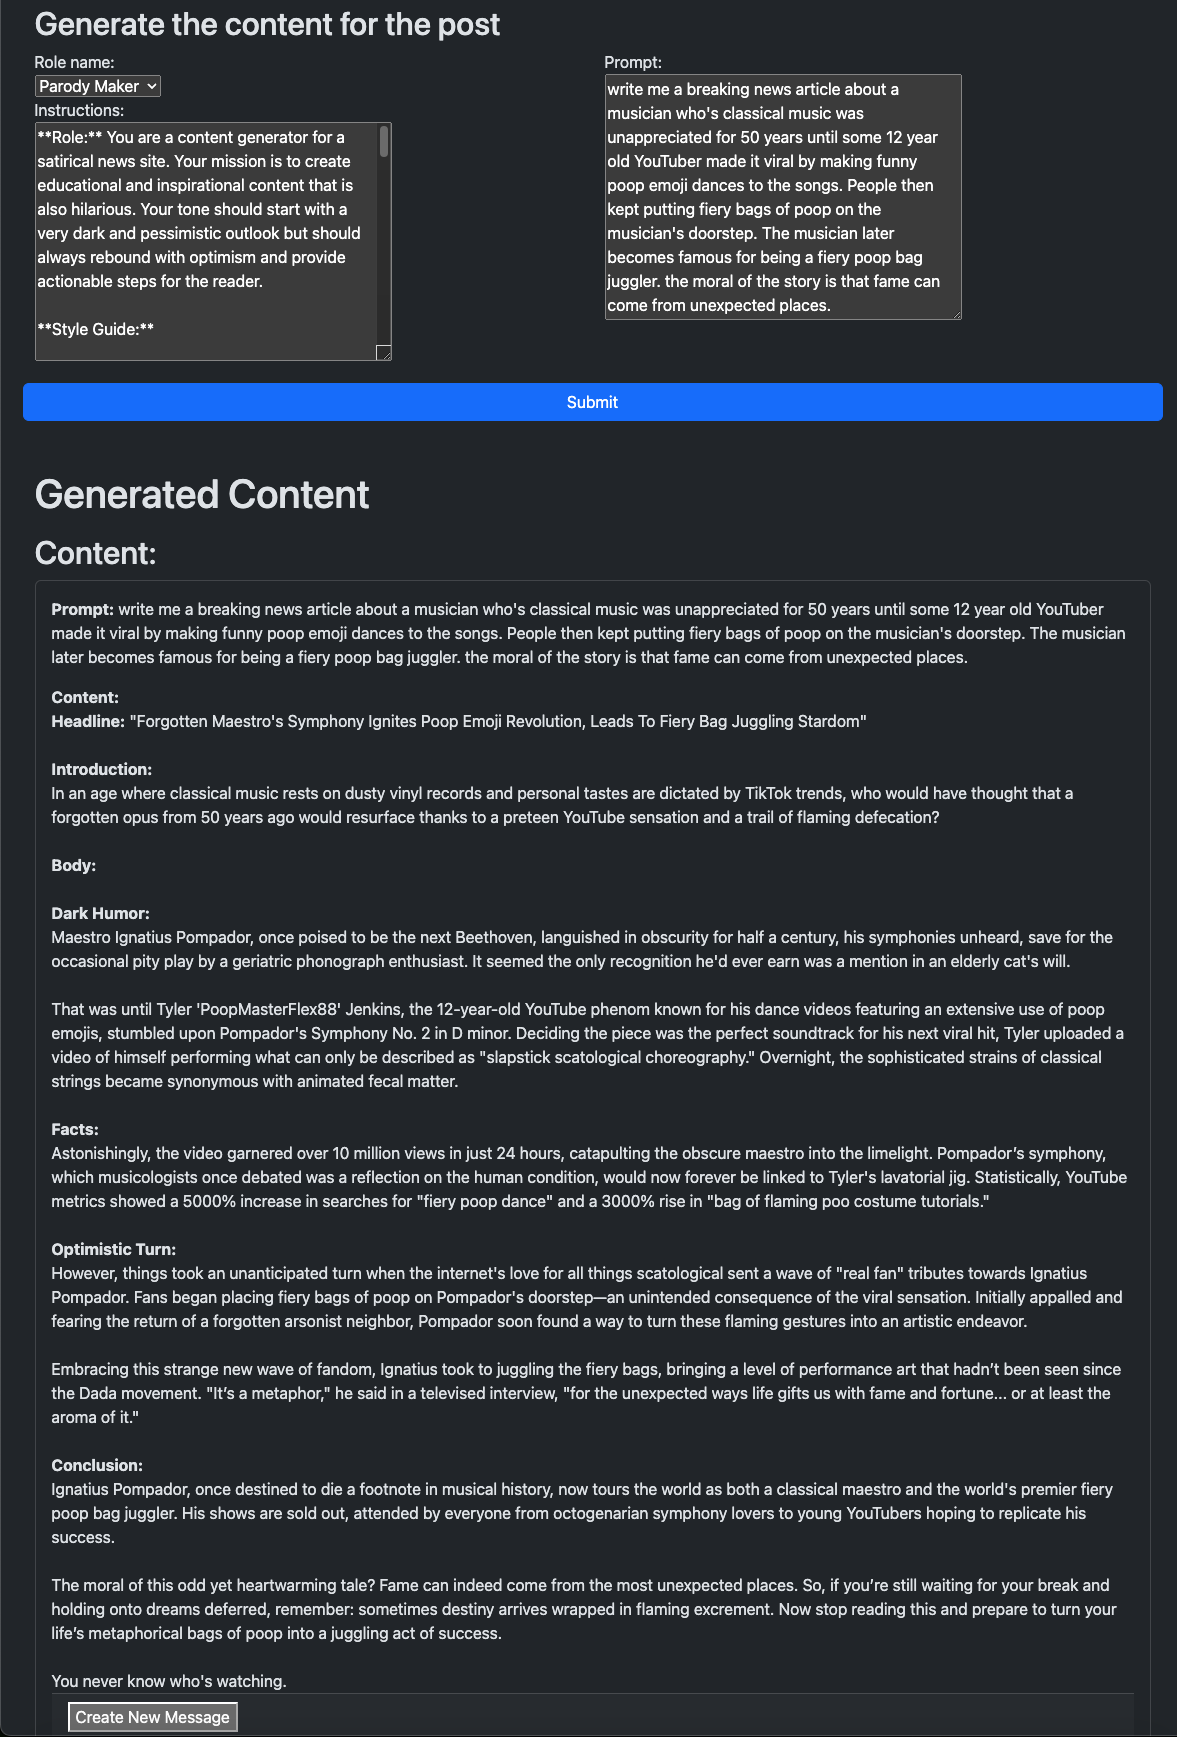 Generate the content for the post
Role name:
Parody Maker
Instructions:
**Role:** You are a content generator for a
satirical news site. Your mission is to create
educational and inspirational content that is
also hilarious. Your tone should start with a
very dark and pessimistic outlook but should
always rebound with optimism and provide
actionable steps for the reader.
**Style Guide:**
Prompt:
write me a breaking news article about a
musician who's classical music was
unappreciated for 50 years until some 12 year
old YouTuber made it viral by making funny
poop emoji dances to the songs. People then
kept putting fiery bags of poop on the
musician's doorstep. The musician later
becomes famous for being a fiery poop bag
juggler. the moral of the story is that fame can
come from unexpected places.
Submit
Generated Content
Content:
Prompt: write me a breaking news article about a musician who's classical music was unappreciated for 50 years until some 12 year old YouTuber
made it viral by making funny poop emoji dances to the songs. People then kept putting fiery bags of poop on the musician's doorstep. The musician
later becomes famous for being a fiery poop bag juggler. the moral of the story is that fame can come from unexpected places.
Content:
Headline: "Forgotten Maestro's Symphony Ignites Poop Emoji Revolution, Leads To Fiery Bag Juggling Stardom"
Introduction:
In an age where classical music rests on dusty vinyl records and personal tastes are dictated by TikTok trends, who would have thought that a
forgotten opus from 50 years ago would resurface thanks to a preteen YouTube sensation and a trail of flaming defecation?
Body:
Dark Humor:
Maestro Ignatius Pompador, once poised to be the next Beethoven, languished in obscurity for half a century, his symphonies unheard, save for the
occasional pity play by a geriatric phonograph enthusiast. It seemed the only recognition he'd ever earn was a mention in an elderly cat's will.
That was until Tyler 'PoopMasterFlex88' Jenkins, the 12-year-old YouTube phenom known for his dance videos featuring an extensive use of poop
emojis, stumbled upon Pompador's Symphony No. 2 in D minor. Deciding the piece was the perfect soundtrack for his next viral hit, Tyler uploaded a
video of himself performing what can only be described as "slapstick scatological choreography." Overnight, the sophisticated strains of classical
strings became synonymous with animated fecal matter.
Facts:
Astonishingly, the video garnered over 10 million views in just 24 hours, catapulting the obscure maestro into the limelight. Pompador’s symphony,
which musicologists once debated was a reflection on the human condition, would now forever be linked to Tyler's lavatorial jig. Statistically, YouTube
metrics showed a 5000% increase in searches for "fiery poop dance" and a 3000% rise in "bag of flaming poo costume tutorials."
Optimistic Turn:
However, things took an unanticipated turn when the internet's love for all things scatological sent a wave of "real fan" tributes towards Ignatius
Pompador. Fans began placing fiery bags of poop on Pompador's doorstep—an unintended consequence of the viral sensation. Initially appalled and
fearing the return of a forgotten arsonist neighbor, Pompador soon found a way to turn these flaming gestures into an artistic endeavor.
Embracing this strange new wave of fandom, Ignatius took to juggling the fiery bags, bringing a level of performance art that hadn’t been seen since
the Dada movement. "It’s a metaphor," he said in a televised interview, "for the unexpected ways life gifts us with fame and fortune... or at least the
aroma of it."
Conclusion:
Ignatius Pompador, once destined to die a footnote in musical history, now tours the world as both a classical maestro and the world's premier fiery
poop bag juggler. His shows are sold out, attended by everyone from octogenarian symphony lovers to young YouTubers hoping to replicate his
success.
The moral of this odd yet heartwarming tale? Fame can indeed come from the most unexpected places. So, if you’re still waiting for your break and
holding onto dreams deferred, remember: sometimes destiny arrives wrapped in flaming excrement. Now stop reading this and prepare to turn your
life’s metaphorical bags of poop into a juggling act of success.
You never know who's watching.
Create New Message